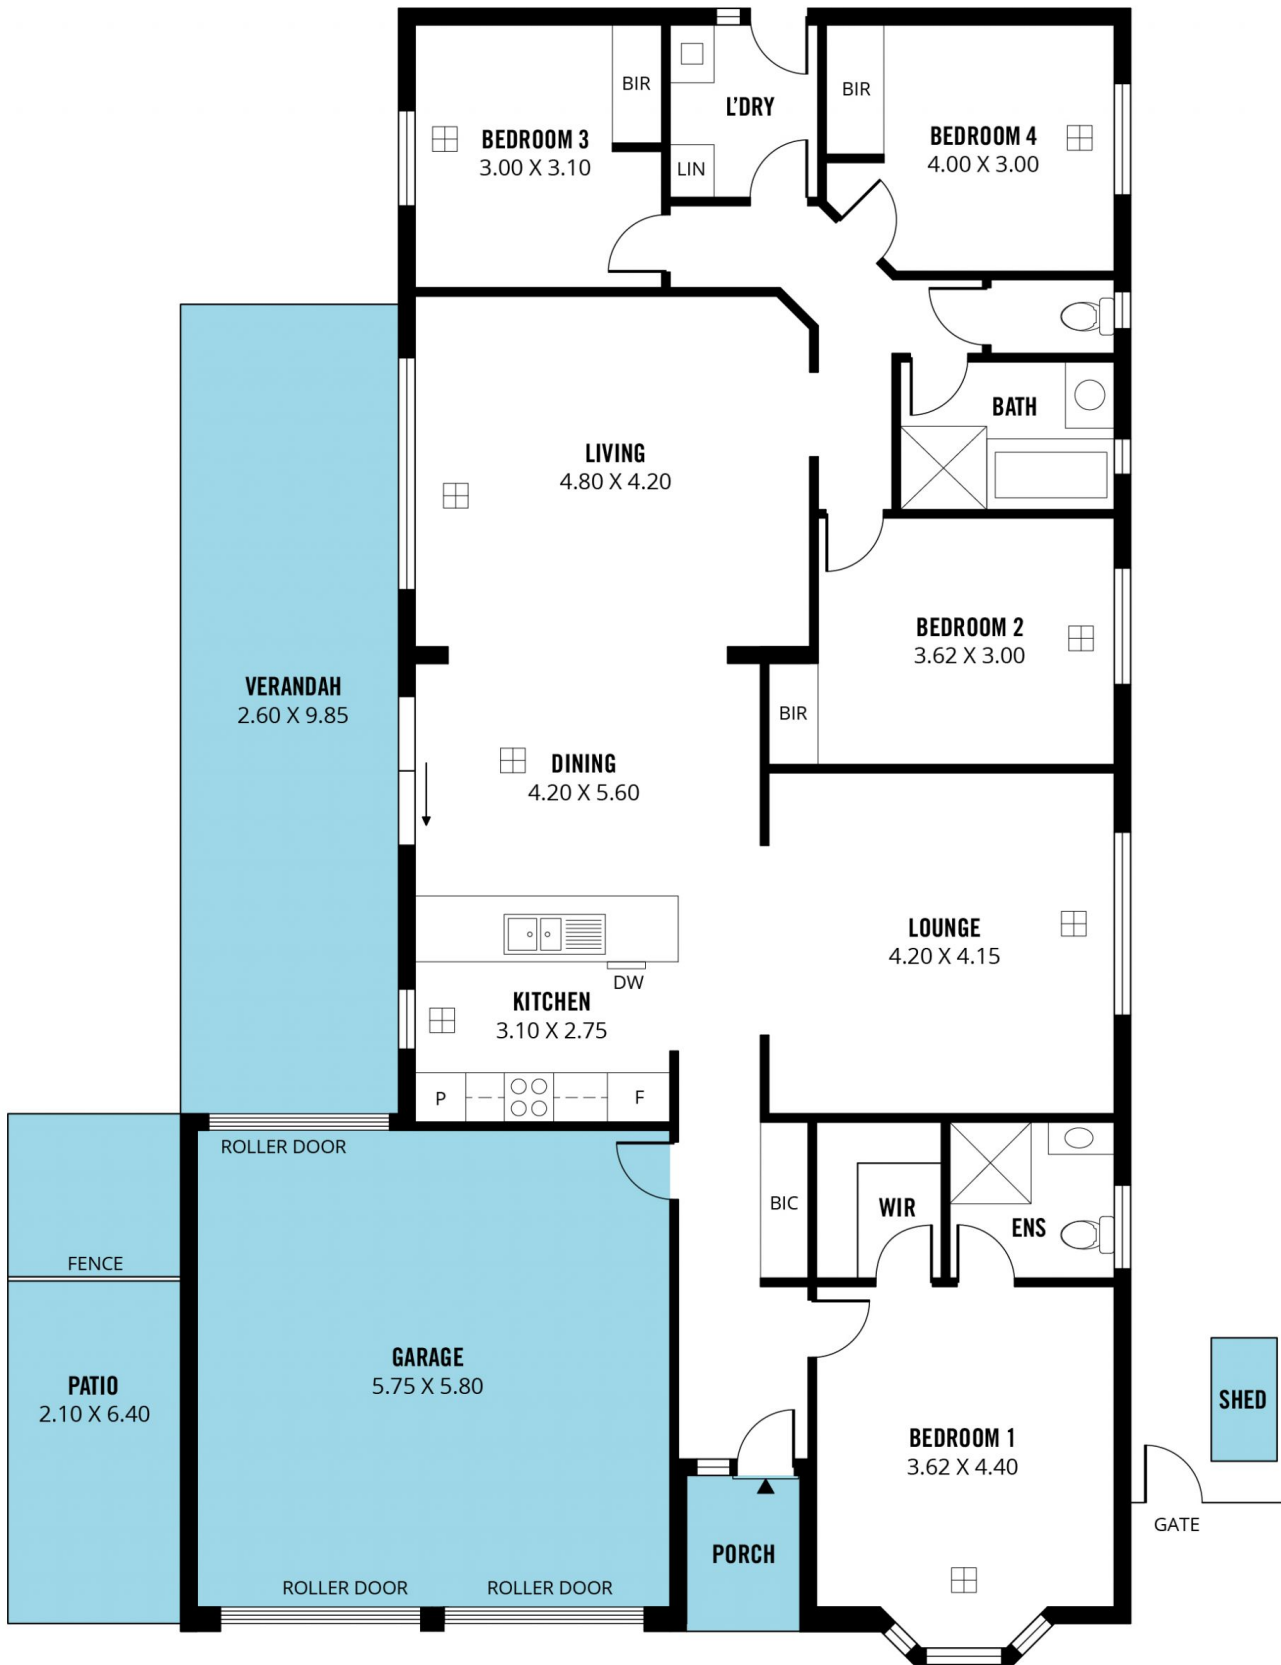 BIR
BEDROOM 3
3.00 X 3.10
L'DRY
LIN
BIR
BEDROOM 4
4.00 X 3.00
BATH
LIVING
4.80 X 4.20
BEDROOM 2
3.62 X 3.00
BIR
VERANDAH
2.60 X 9.85
DINING
4.20 X 5.60
LOUNGE
4.20 X 4.15
DW
KITCHEN
3.10 X 2.75
P
F
ROLLER DOOR
BIC
WIR
ENS
FENCE
GARAGE
5.75 X 5.80
PATIO
2.10 X 6.40
SHED
BEDROOM 1
3.62 X 4.40
GATE
PORCH
ROLLER DOOR
ROLLER DOOR